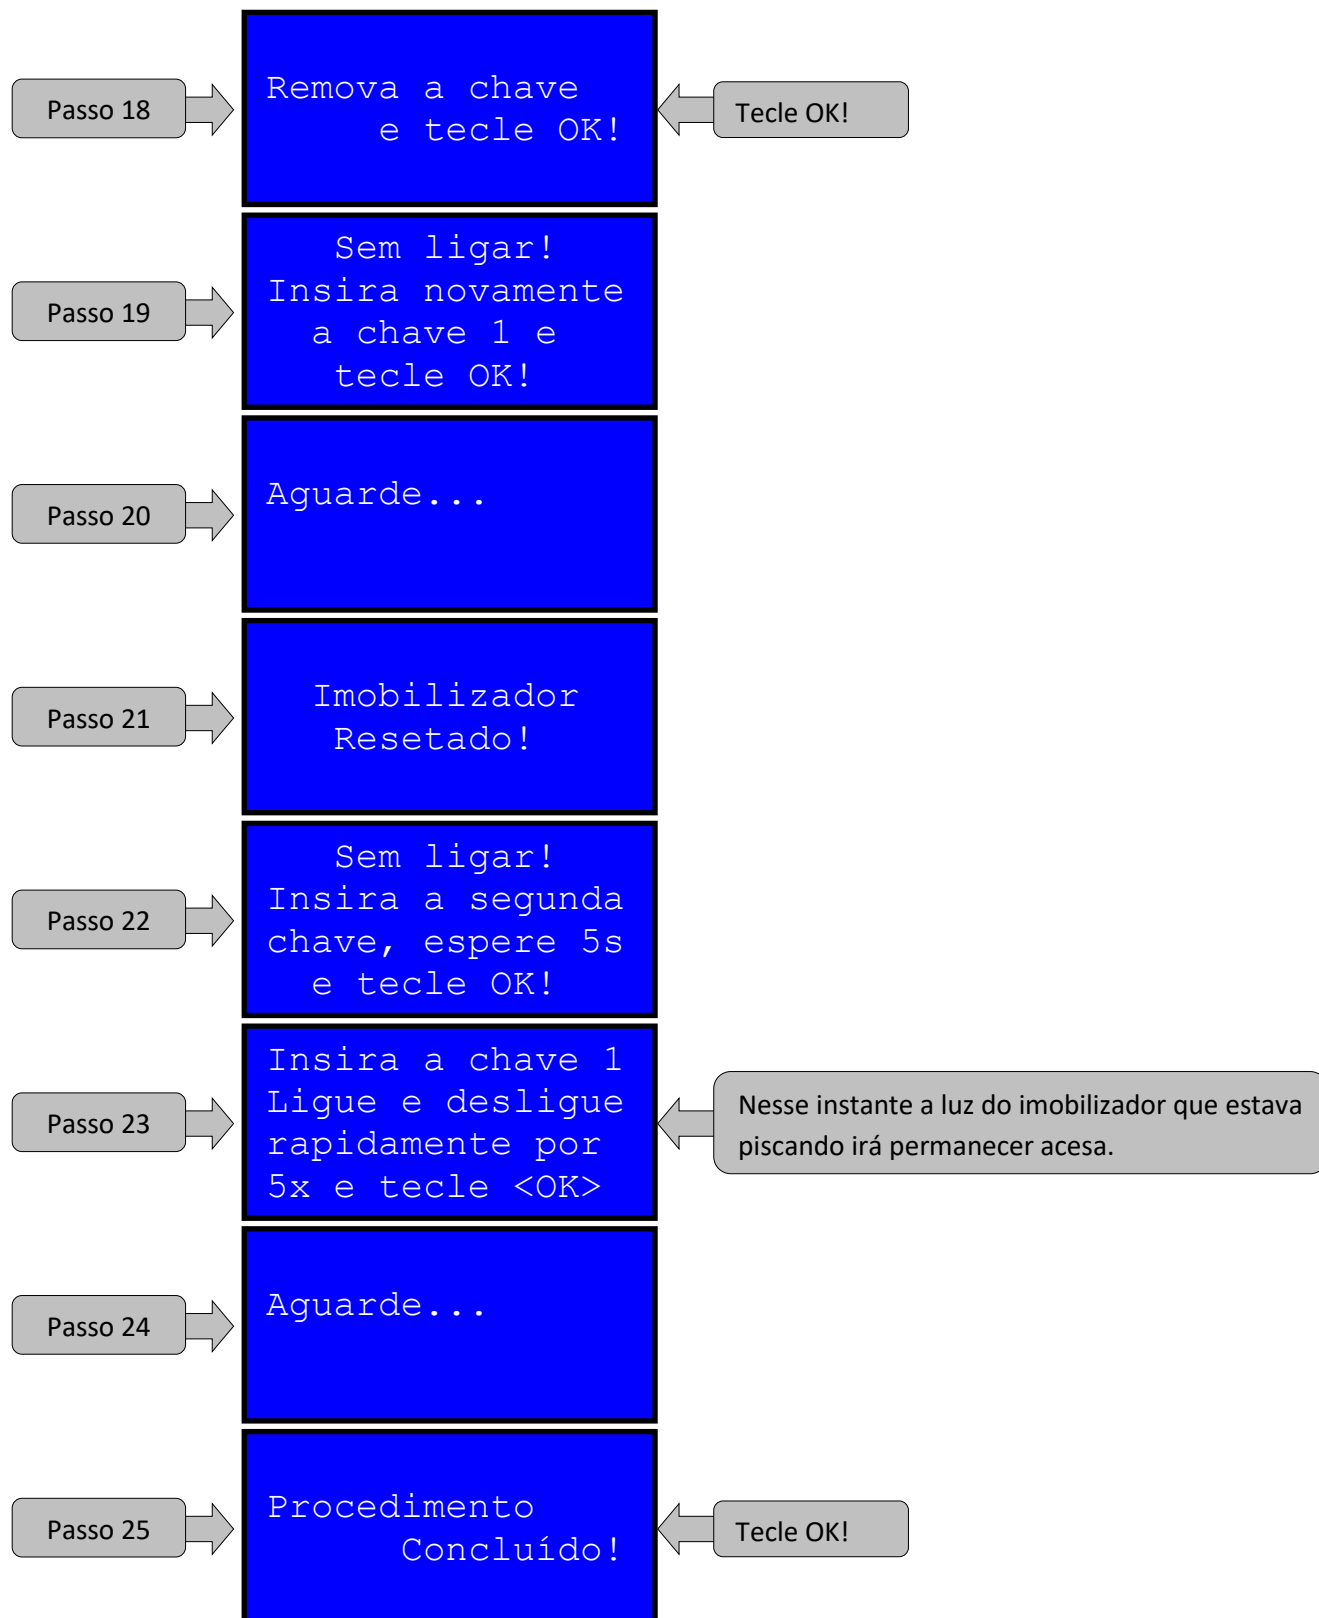 Passo 18
Remova a chave
e tecle OK!
Tecle OK!
Passo 19
Sem ligar!
Insira novamente
a chave 1 e
tecle OK!
Passo 20
Aguarde...
Passo 21
Imobilizador
Resetado!
Passo 22
Sem ligar!
Insira a segunda
chave, espere 5s
e tecle OK!
Passo 23
Insira a chave 1
Ligue e desligue
rapidamente por
5x e tecle <OK>
Nesse instante a luz do imobilizador que estava
piscando irá permanecer acesa.
Passo 24
Aguarde...
Passo 25
Procedimento
Concluído!
Tecle OK!